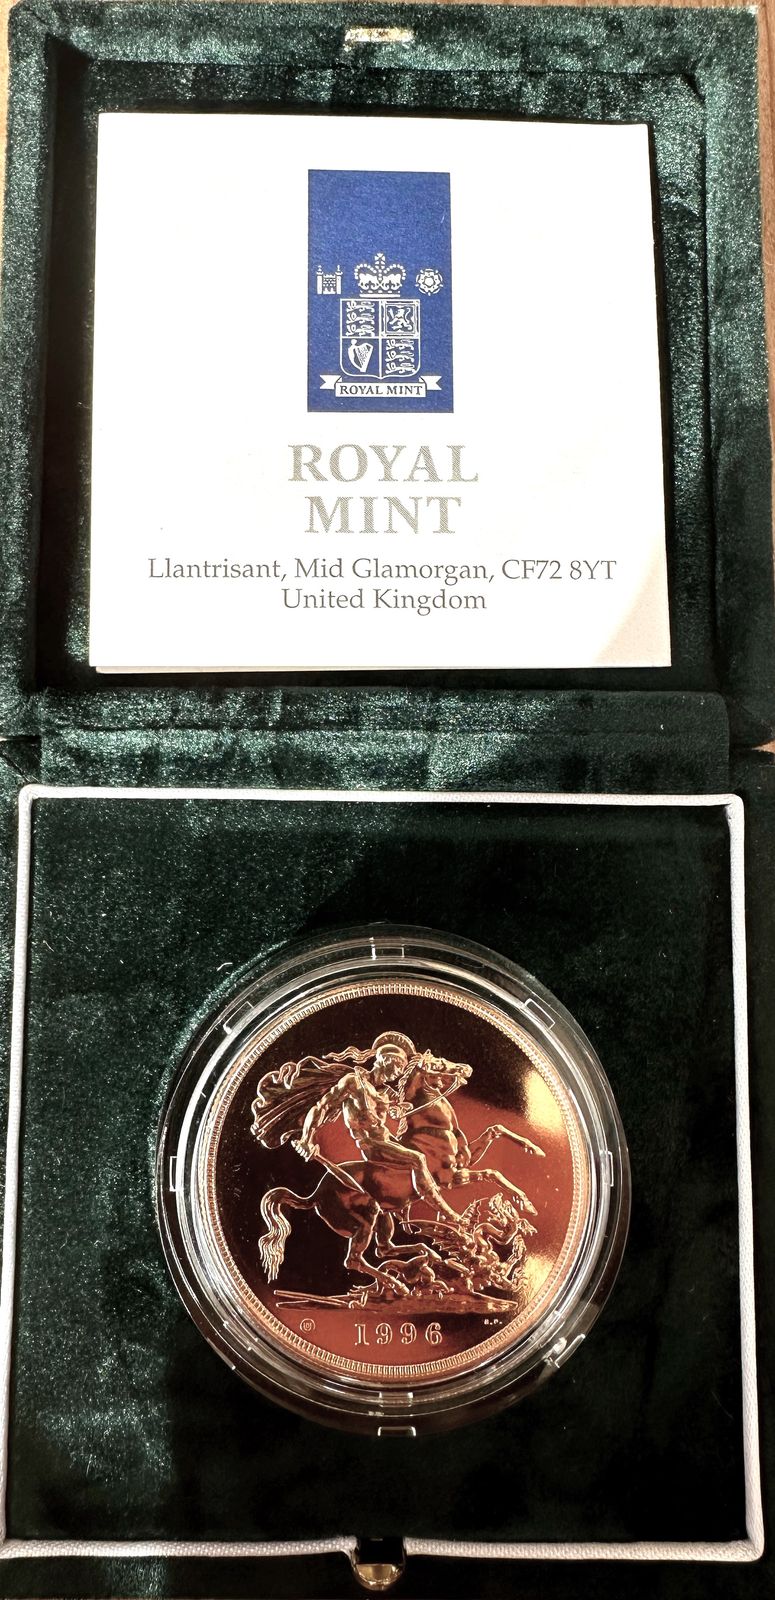 ROYAL MINT
ROYAL
MINT
Llantrisant, Mid Glamorgan, CF72 8YT
United Kingdom
1996
B.P.